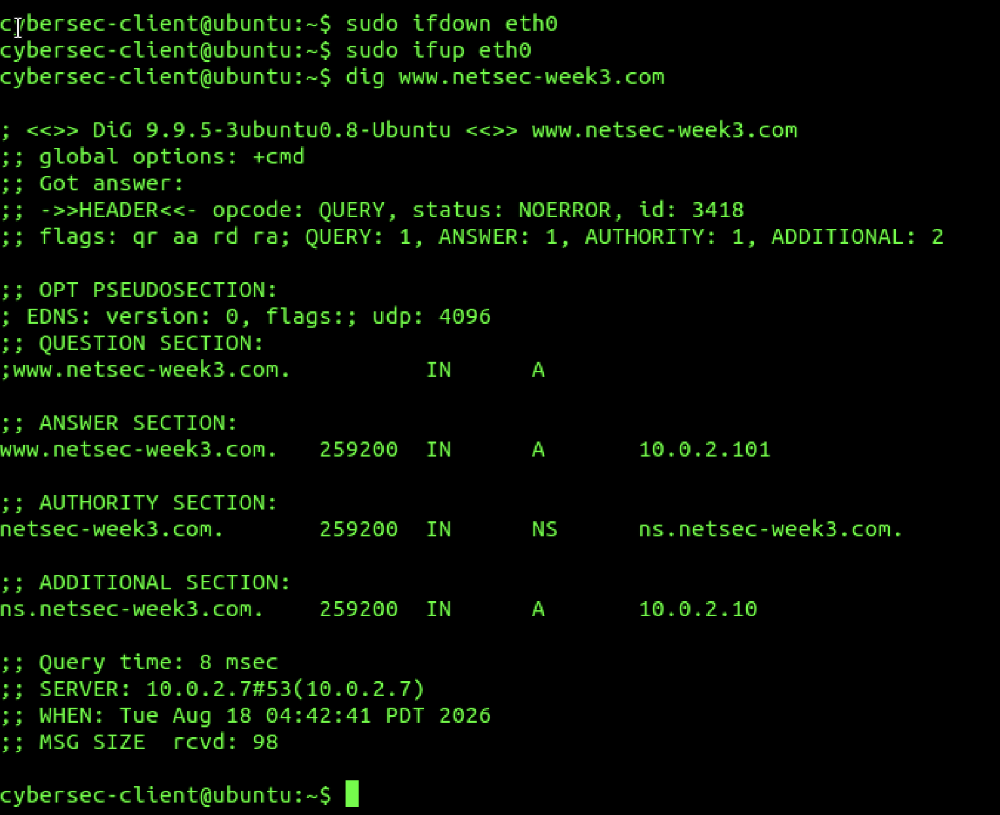 cybersec-client@ubuntu:~$ sudo ifdown eth0
cybersec-client@ubuntu:~$ sudo ifup eth0
cybersec-client@ubuntu:~$ dig www.netsec-week3.com
; <<>> DiG 9.9.5-3ubuntu0.8-Ubuntu <<>> www.netsec-week3.com
;; global options: +cmd
;; Got answer:
;; ->>HEADER<<- opcode: QUERY, status: NOERROR, id: 3418
;; flags: qr aa rd ra; QUERY: 1, ANSWER: 1, AUTHORITY: 1, ADDITIONAL: 2
;; OPT PSEUDOSECTION:
; EDNS: version: 0, flags:; udp: 4096
;; QUESTION SECTION:
;www.netsec-week3.com. IN A
;; ANSWER SECTION:
www.netsec-week3.com. 259200 IN A 10.0.2.101
;; AUTHORITY SECTION:
netsec-week3.com. 259200 IN NS ns.netsec-week3.com.
;; ADDITIONAL SECTION:
ns.netsec-week3.com. 259200 IN A 10.0.2.10
;; Query time: 8 msec
;; SERVER: 10.0.2.7#53(10.0.2.7)
;; WHEN: Tue Aug 18 04:42:41 PDT 2026
;; MSG SIZE  rcvd: 98
cybersec-client@ubuntu:~$